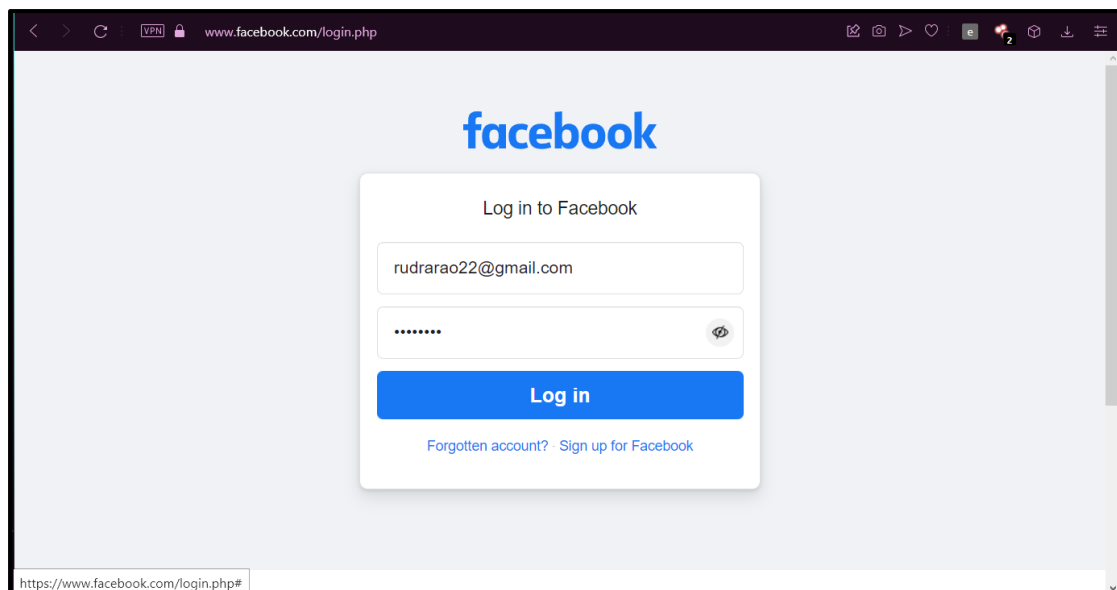 VPN www.facebook.com/login.php e 2
facebook
Log in to Facebook
rudrarao22@gmail.com
••••••••
Log in
Forgotten account? · Sign up for Facebook
https://www.facebook.com/login.php#